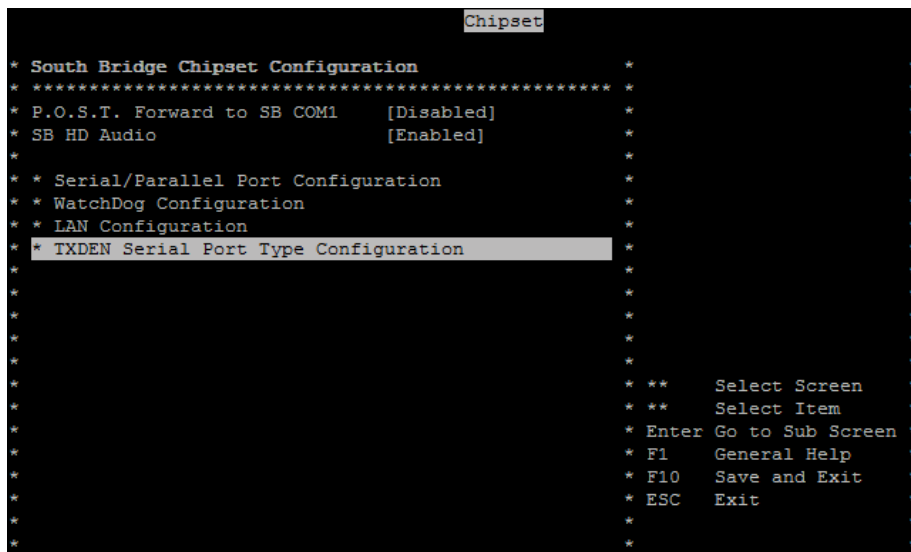 Chipset
* South Bridge Chipset Configuration *
* *************************************************** *
* P.O.S.T. Forward to SB COM1 [Disabled] *
* SB HD Audio [Enabled] *
* *
* * Serial/Parallel Port Configuration *
* * WatchDog Configuration *
* * LAN Configuration *
* * TXDEN Serial Port Type Configuration *
* *
* *
* *
* *
* *
* * ** Select Screen
* * ** Select Item
* * Enter Go to Sub Screen
* * F1 General Help
* * F10 Save and Exit
* * ESC Exit
* *
* *